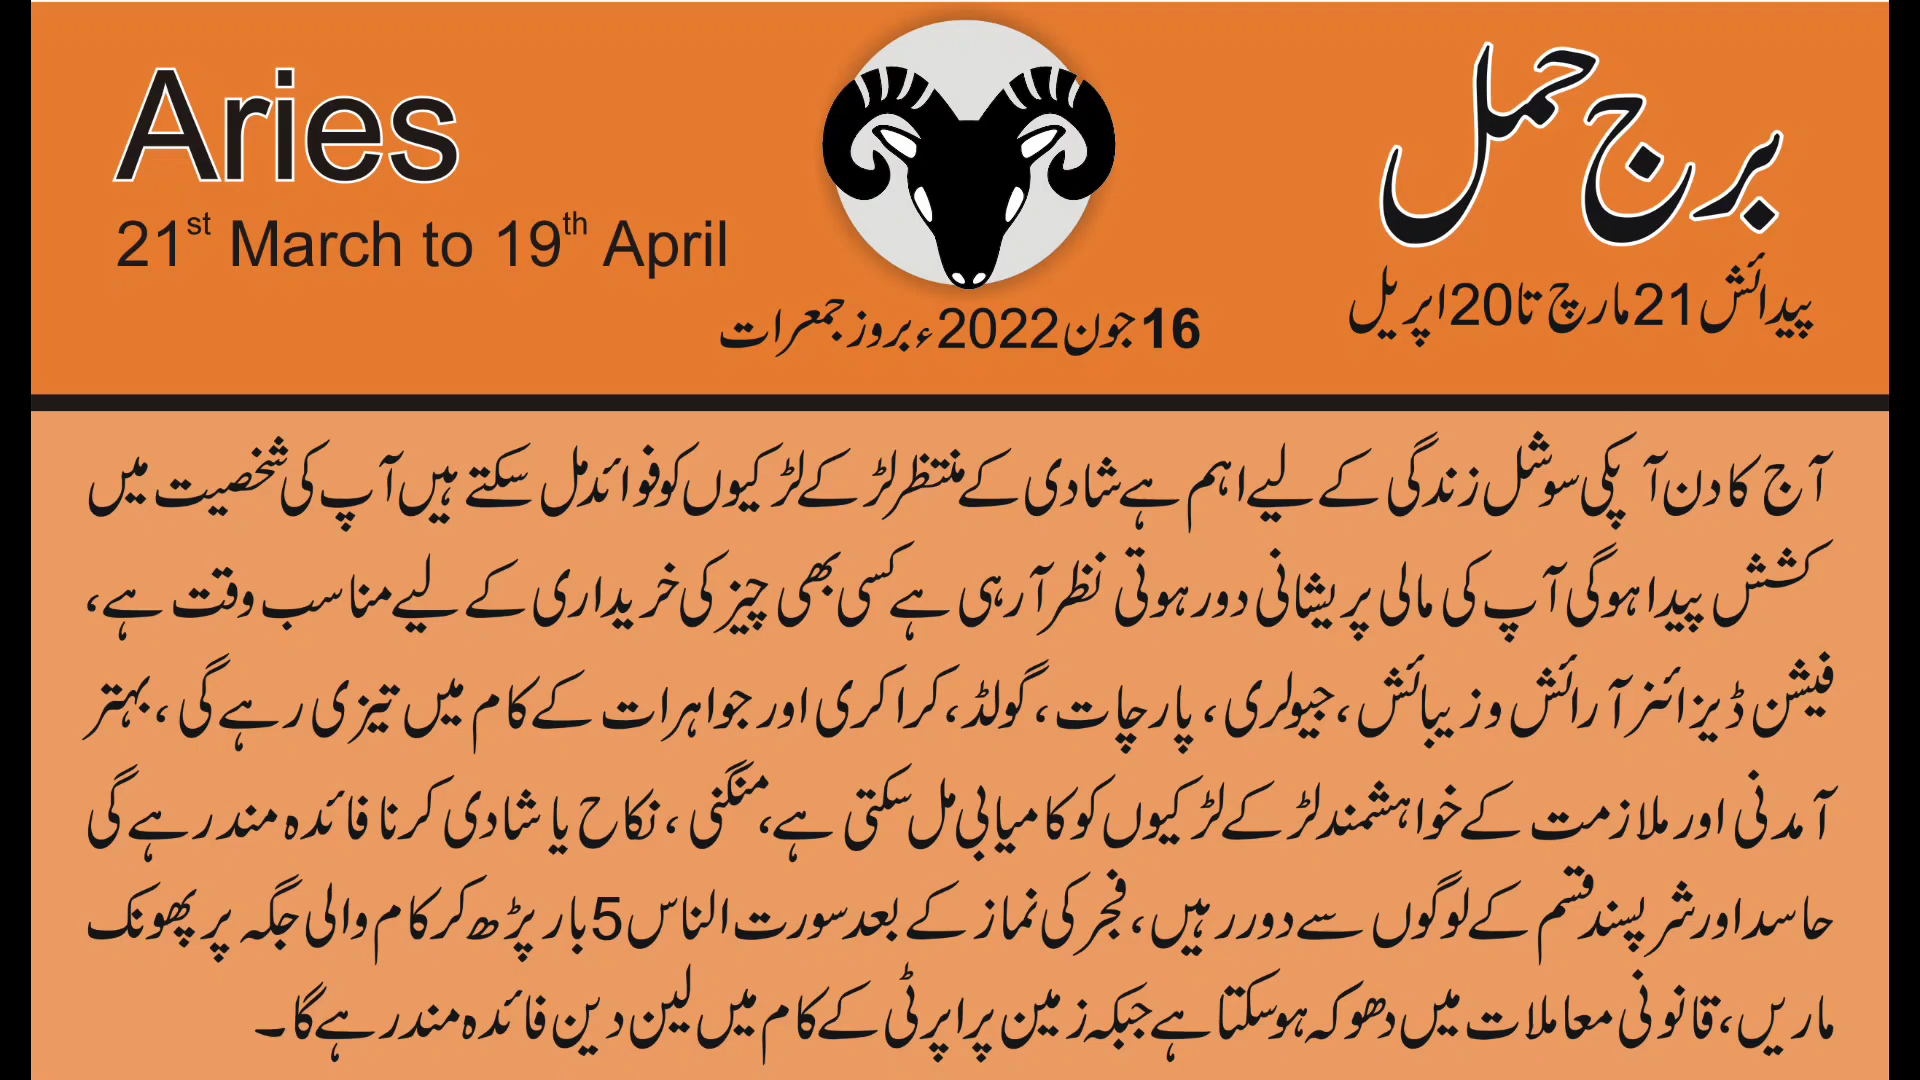 Aries
برج حمل
21st March to 19th April
پیدائش 21 مارچ تا 20 اپریل
16 جون 2022ء بروز جمعرات
آج کا دن آپکی سوشل زندگی کے لیے اہم ہے شادی کے منتظر لڑکے لڑکیوں کو فوائد مل سکتے ہیں آپ کی شخصیت میں
کشش پیدا ہوگی آپ کی مالی پریشانی دور ہوتی نظر آرہی ہے کسی بھی چیز کی خریداری کے لیے مناسب وقت ہے،
فیشن ڈیزائنر آرائش و زیبائش، جیولری، پارچات، گولڈ، کراکری اور جواہرات کے کام میں تیزی رہے گی، بہتر
آمدنی اور ملازمت کے خواہشمند لڑکے لڑکیوں کو کامیابی مل سکتی ہے، منگنی، نکاح یا شادی کرنا فائدہ مند رہے گی
حاسد اور شر پسند قسم کے لوگوں سے دور رہیں، فجر کی نماز کے بعد سورت الناس 5 بار پڑھ کر کام والی جگہ پر پھونک
ماریں، قانونی معاملات میں دھوکہ ہوسکتا ہے جبکہ زمین پراپرٹی کے کام میں لین دین فائدہ مند رہے گا۔